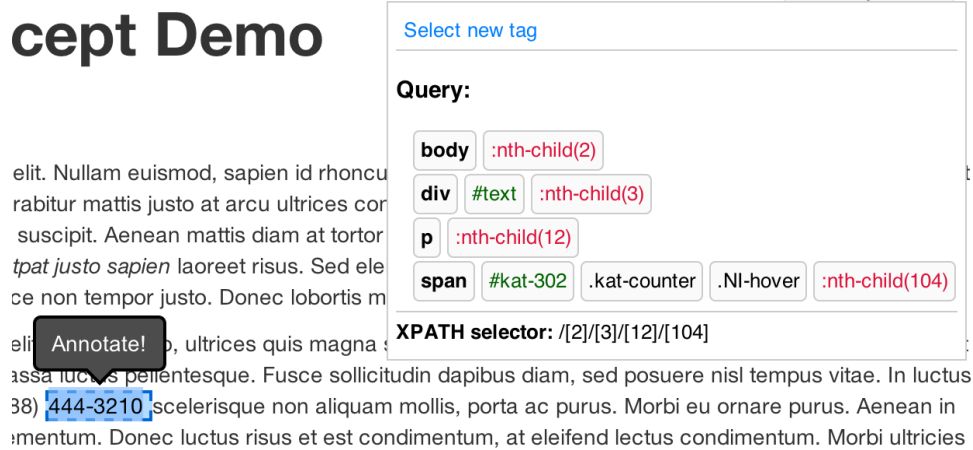 cept Demo
Select new tag
Query:
body :nth-child(2)
div #text :nth-child(3)
p :nth-child(12)
span #kat-302 .kat-counter .NI-hover :nth-child(104)
XPATH selector: /[2]/[3]/[12]/[104]
elit. Nullam euismod, sapien id rhoncu
rabitur mattis justo at arcu ultrices cor
suscipit. Aenean mattis diam at tortor
tpat justo sapien laoreet risus. Sed ele
ce non tempor justo. Donec lobortis m
Annotate!
ultrices quis magna
luctus pellentesque. Fusce sollicitudin dapibus diam, sed posuere nisl tempus vitae. In luctus
38) 444-3210 scelerisque non aliquam mollis, porta ac purus. Morbi eu ornare purus. Aenean in
ementum. Donec luctus risus et est condimentum, at eleifend lectus condimentum. Morbi ultricies